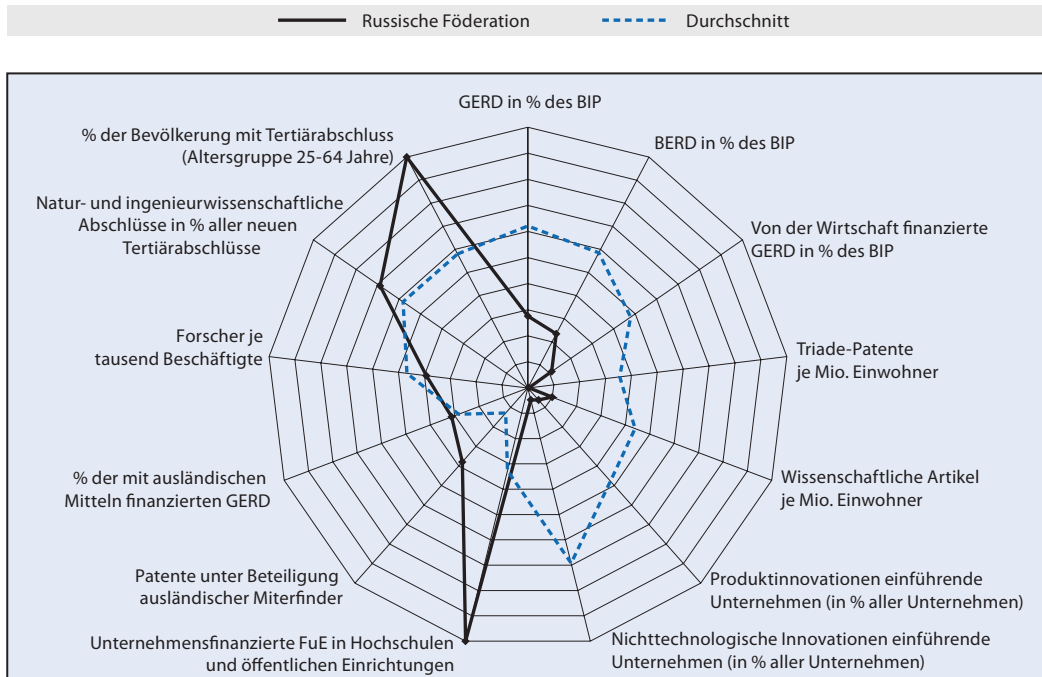 Russische Föderation
Durchschnitt
GERD in % des BIP
BERD in % des BIP
Von der Wirtschaft finanzierte
GERD in % des BIP
Triade-Patente
je Mio. Einwohner
Wissenschaftliche Artikel
je Mio. Einwohner
Produktinnovationen einführende
Unternehmen (in % aller Unternehmen)
Nichttechnologische Innovationen einführende
Unternehmen (in % aller Unternehmen)
Unternehmensfinanzierte FuE in Hochschulen
und öffentlichen Einrichtungen
Patente unter Beteiligung
ausländischer Miterfinder
% der mit ausländischen
Mitteln finanzierten GERD
Forscher je
tausend Beschäftigte
Natur- und ingenieurwissenschaftliche
Abschlüsse in % aller neuen
Tertiärabschlüsse
% der Bevölkerung mit Tertiärabschluss
(Altersgruppe 25-64 Jahre)